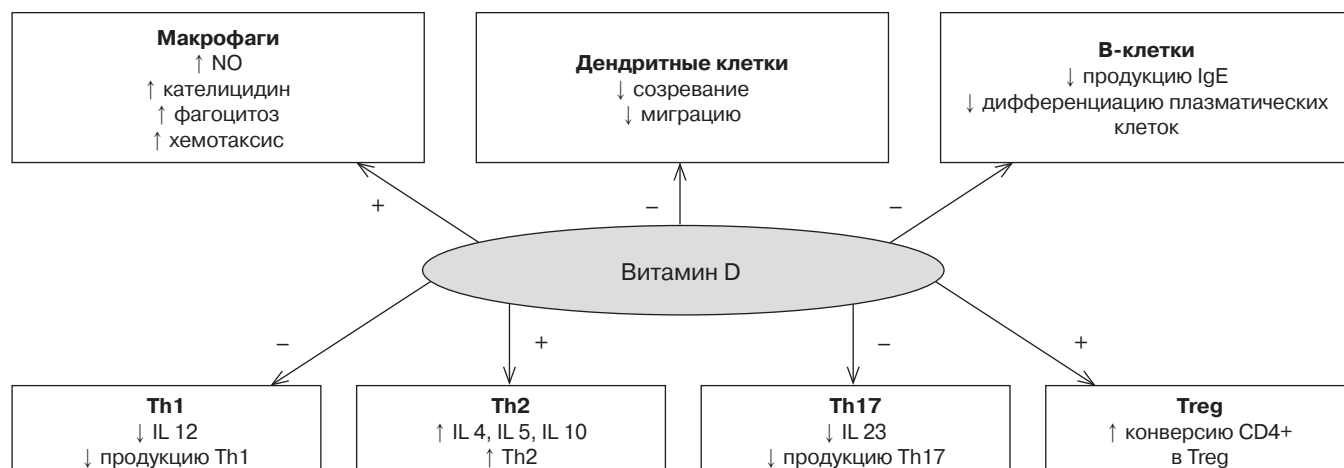 Макрофаги
↑ NO
↑ кателицидин
↑ фагоцитоз
↑ хемотаксис
Дендритные клетки
↓ созревание
↓ миграцию
В-клетки
↓ продукцию IgE
↓ дифференциацию плазматических
клеток
+
–
–
Витамин D
–
+
–
+
Th1
↓ IL 12
↓ продукцию Th1
Th2
↑ IL 4, IL 5, IL 10
↑ Th2
Th17
↓ IL 23
↓ продукцию Th17
Treg
↑ конверсию CD4+
в Treg